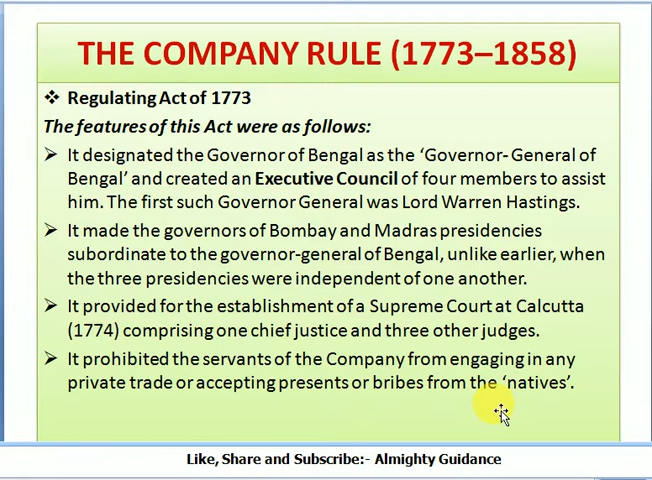 THE COMPANY RULE (1773–1858)
❖ Regulating Act of 1773
The features of this Act were as follows:
➢ It designated the Governor of Bengal as the ‘Governor- General of
Bengal’ and created an Executive Council of four members to assist
him. The first such Governor General was Lord Warren Hastings.
➢ It made the governors of Bombay and Madras presidencies
subordinate to the governor-general of Bengal, unlike earlier, when
the three presidencies were independent of one another.
➢ It provided for the establishment of a Supreme Court at Calcutta
(1774) comprising one chief justice and three other judges.
➢ It prohibited the servants of the Company from engaging in any
private trade or accepting presents or bribes from the ‘natives’.
Like, Share and Subscribe:- Almighty Guidance